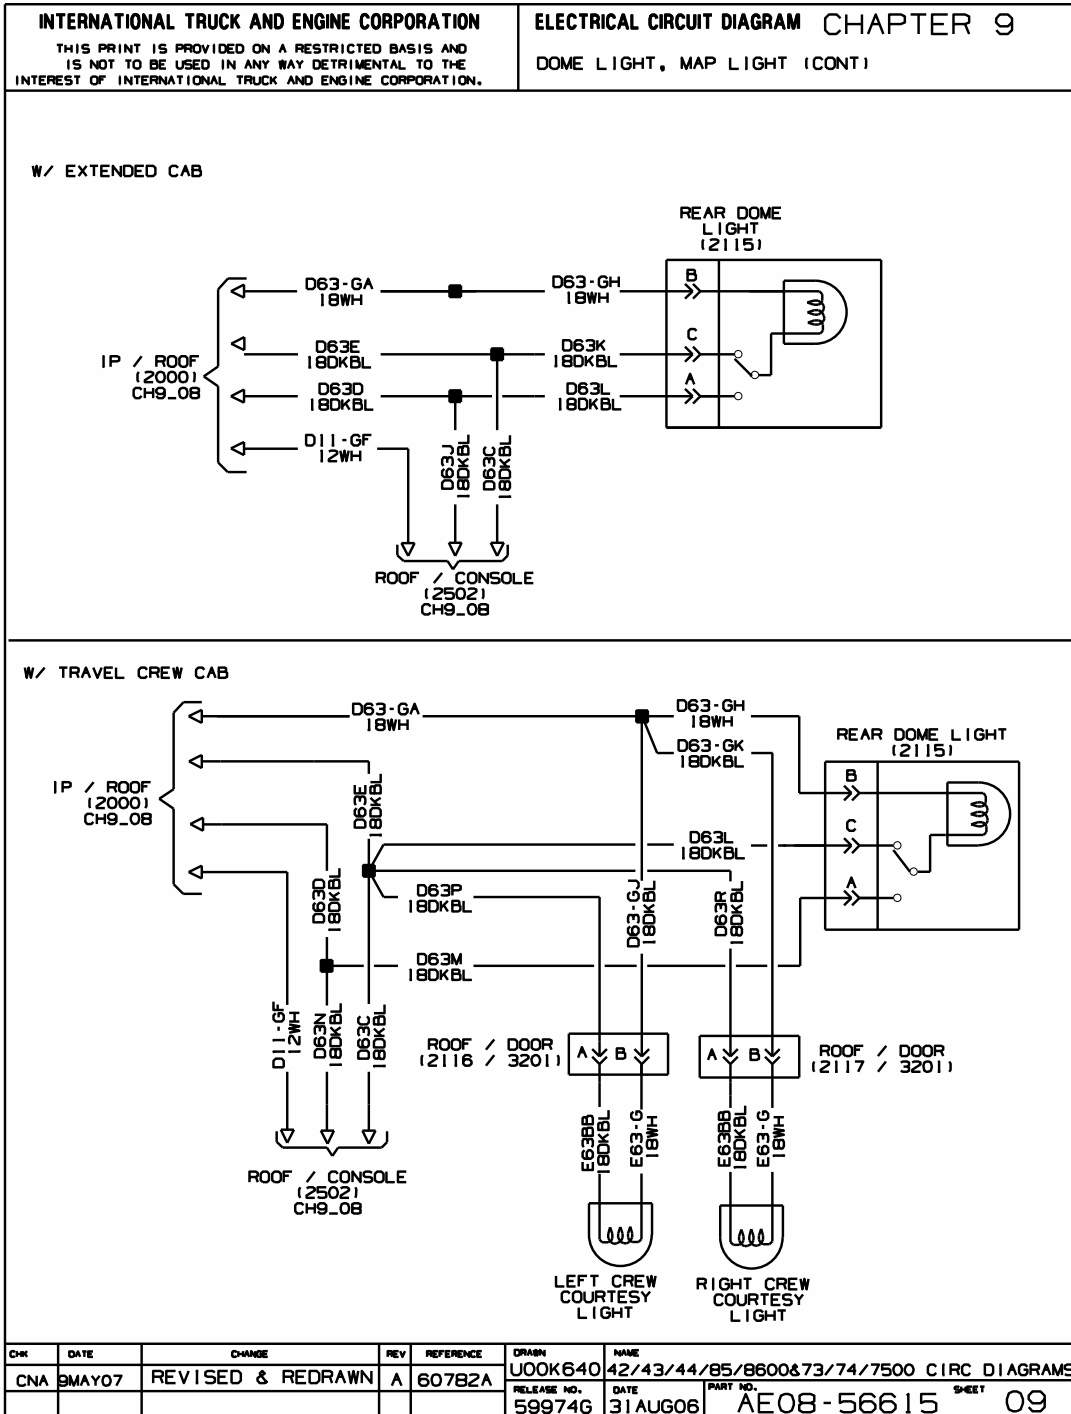 INTERNATIONAL TRUCK AND ENGINE CORPORATION
THIS PRINT IS PROVIDED ON A RESTRICTED BASIS AND
IS NOT TO BE USED IN ANY WAY DETRIMENTAL TO THE
INTEREST OF INTERNATIONAL TRUCK AND ENGINE CORPORATION.
ELECTRICAL CIRCUIT DIAGRAM CHAPTER 9
DOME LIGHT, MAP LIGHT (CONT)
W/ EXTENDED CAB
REAR DOME
LIGHT
(2115)
D63-GA
18WH
D63-GH
18WH
B
IP / ROOF
(2000)
CH9_08
D63E
18DKBL
D63K
18DKBL
C
D63D
18DKBL
D63L
18DKBL
A
D11-GF
12WH
D63J
18DKBL
D63C
18DKBL
ROOF / CONSOLE
(2502)
CH9_08
W/ TRAVEL CREW CAB
D63-GA
18WH
D63-GH
18WH
D63-GK
18DKBL
REAR DOME LIGHT
(2115)
B
C
A
IP / ROOF
(2000)
CH9_08
D63E
18DKBL
D63L
18DKBL
D63D
18DKBL
D63P
18DKBL
D63-GJ
18DKBL
D63R
18DKBL
D63M
18DKBL
D11-GF
12WH
D63N
18DKBL
D63C
18DKBL
ROOF / DOOR
(2116 / 3201)
A B
A B
ROOF / DOOR
(2117 / 3201)
E63BB
18DKBL
E63-G
18WH
E63BB
18DKBL
E63-G
18WH
ROOF / CONSOLE
(2502)
CH9_08
LEFT CREW
COURTESY
LIGHT
RIGHT CREW
COURTESY
LIGHT
CHK DATE CHANGE REV REFERENCE
CNA 9MAY07 REVISED & REDRAWN A 60782A
DRAWN
U00K640
NAME
42/43/44/85/8600&73/74/7500 CIRC DIAGRAMS
RELEASE NO.
59974G
DATE
31AUG06
PART NO.
AE08-56615
SHEET
09